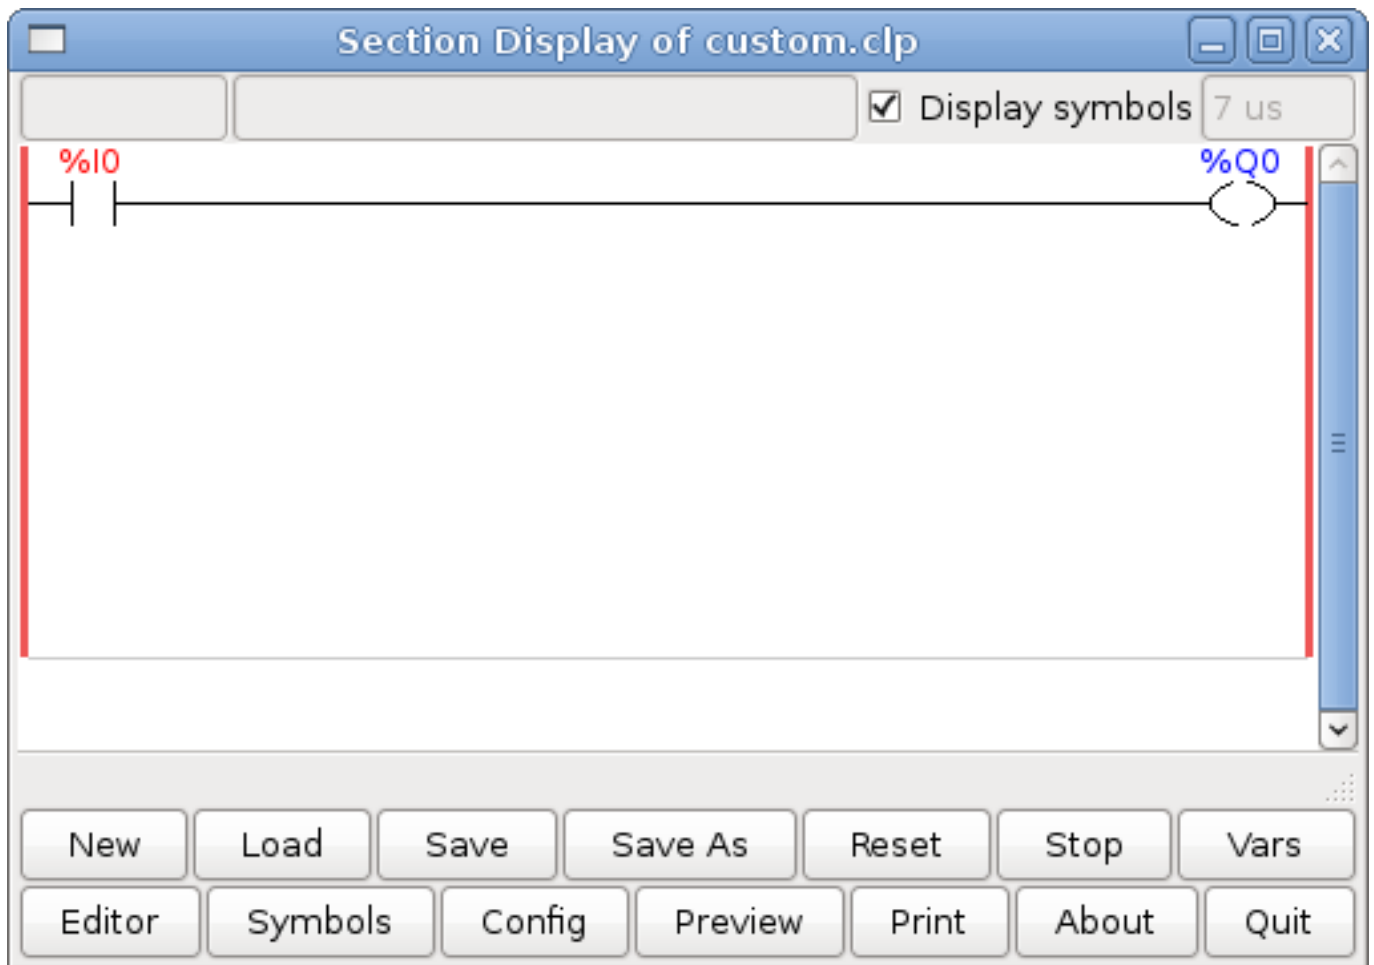 Section Display of custom.clp
Display symbols 7 us
%I0 %Q0
New Load Save Save As Reset Stop Vars
Editor Symbols Config Preview Print About Quit